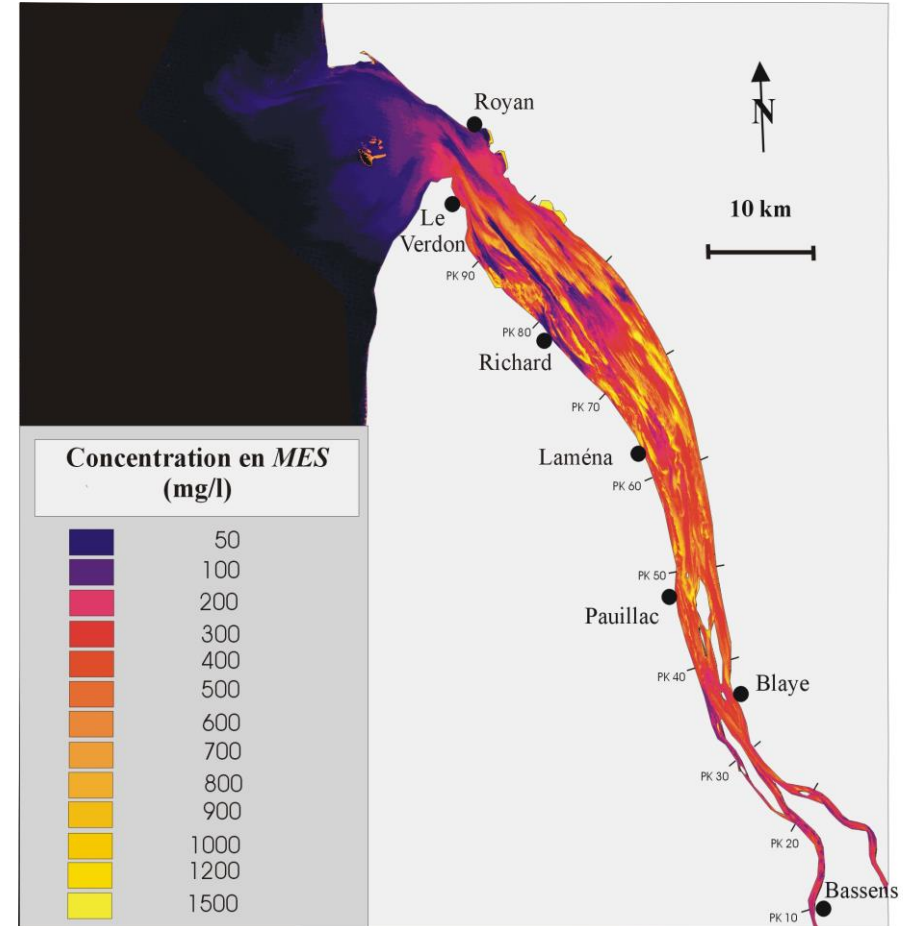 Royan
N
10 km
Le
Verdon
PK 90
PK 80
Richard
PK 70
Laména
PK 60
PK 50
Pauillac
PK 40
Blaye
PK 30
PK 20
Bassens
PK 10
Concentration en MES
(mg/l)
50
100
200
300
400
500
600
700
800
900
1000
1200
1500